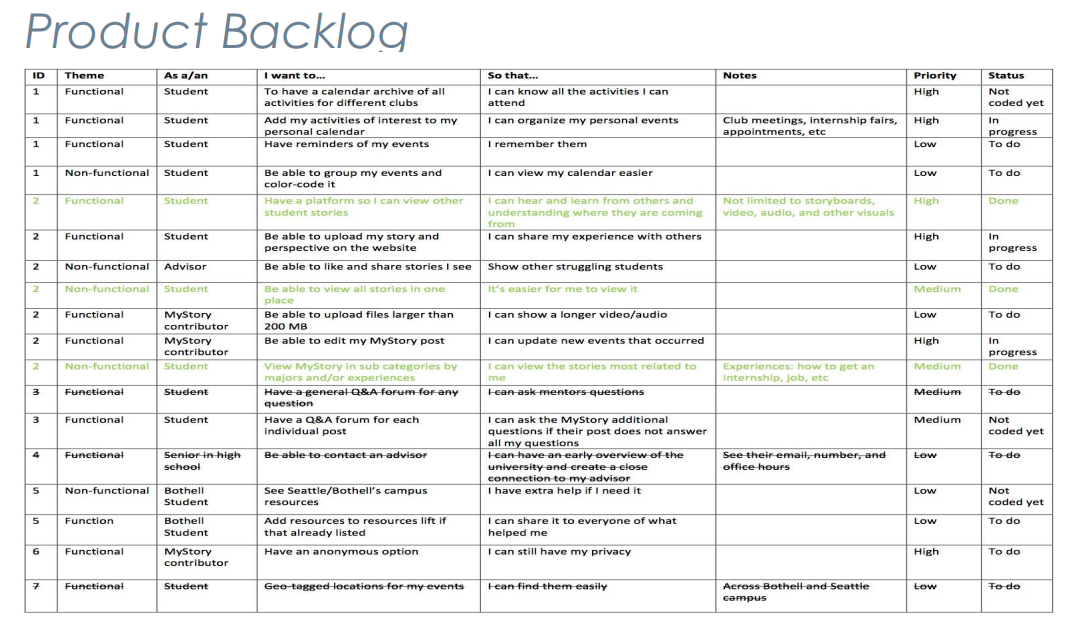 Product Backlog
ID Theme As a/an I want to... So that... Notes Priority Status
1 Functional Student To have a calendar archive of all I can know all the activities I can High Not
activities for different clubs attend coded yet
1 Functional Student Add my activities of interest to my I can organize my personal events Club meetings, internship fairs, High In
personal calendar appointments, etc progress
1 Functional Student Have reminders of my events I remember them Low To do
1 Non-functional Student Be able to group my events and I can view my calendar easier Low To do
color-code it
2 Functional Student Have a platform so I can view other I can hear and learn from others and Not limited to storyboards, High Done
student stories understanding where they are coming video, audio, and other visuals
from
2 Functional Student Be able to upload my story and I can share my experience with others High In
perspective on the website progress
2 Non-functional Advisor Be able to like and share stories I see Show other struggling students Low To do
2 Non-functional Student Be able to view all stories in one It's easier for me to view it Medium Done
place
2 Functional MyStory Be able to upload files larger than I can show a longer video/audio Low To do
contributor 200 MB
2 Functional MyStory Be able to edit my MyStory post I can update new events that occurred High In
contributor progress
2 Non-functional Student View MyStory in sub categories by I can view the stories most related to Experiences: how to get an Medium Done
majors and/or experiences me internship, job, etc
3 Functional Student Have a general Q&A forum for any I can ask mentors questions Medium To do
question
3 Functional Student Have a Q&A forum for each I can ask the MyStory additional Medium Not
individual post questions if their post does not answer coded yet
all my questions
4 Functional Senior in high Be able to contact an advisor I can have an early overview of the See their email, number, and Low To do
school university and create a close office hours
connection to my advisor
5 Non-functional Bothell See Seattle/Bothell's campus I have extra help if I need it Low Not
Student resources coded yet
5 Function Bothell Add resources to resources lift if I can share it to everyone of what Low To do
Student that already listed helped me
6 Functional MyStory Have an anonymous option I can still have my privacy High To do
contributor
7 Functional Student Geo-tagged locations for my events I can find them easily Across Bothell and Seattle Low To do
campus